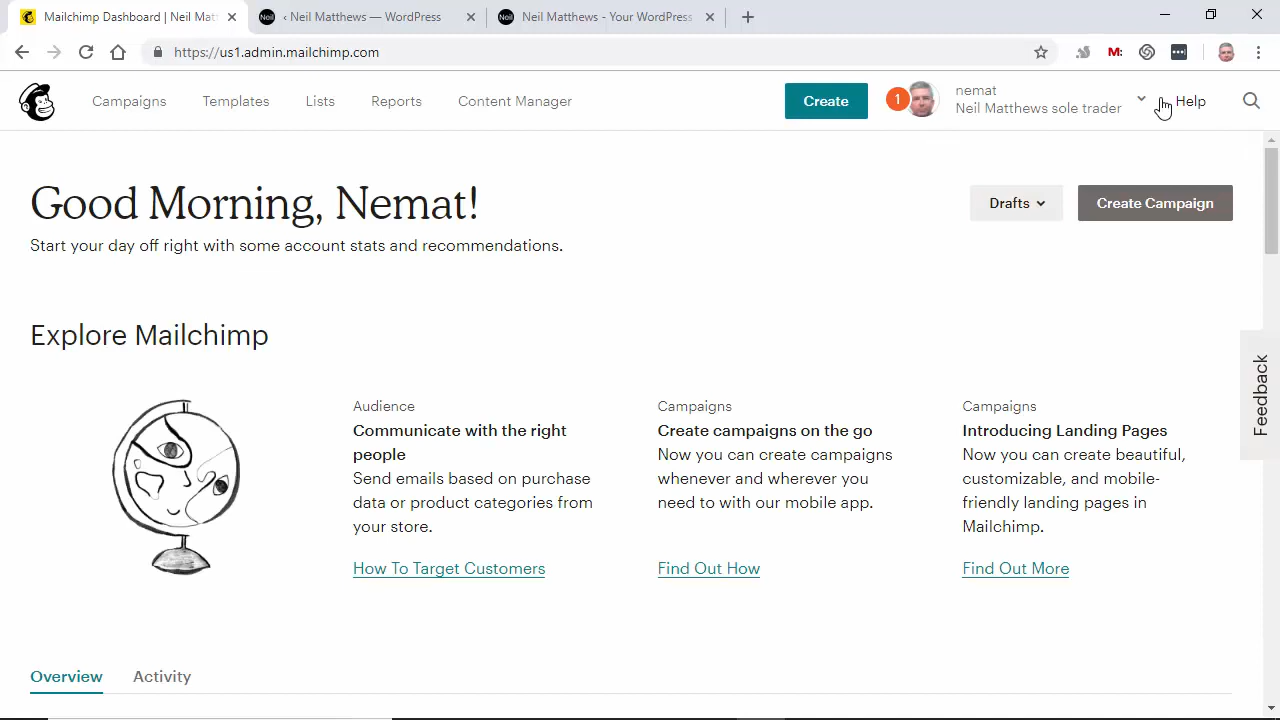 Mailchimp Dashboard | Neil Mat
Neil
‹ Neil Matthews — WordPress
Neil
Neil Matthews - Your WordPress
https://us1.admin.mailchimp.com
M:
Campaigns
Templates
Lists
Reports
Content Manager
Create
1
nemat
Neil Matthews sole trader
Help
Good Morning, Nemat!
Drafts
Create Campaign
Start your day off right with some account stats and recommendations.
Explore Mailchimp
Audience
Communicate with the right
people
Send emails based on purchase
data or product categories from
your store.
How To Target Customers
Campaigns
Create campaigns on the go
Now you can create campaigns
whenever and wherever you
need to with our mobile app.
Find Out How
Campaigns
Introducing Landing Pages
Now you can create beautiful,
customizable, and mobile-
friendly landing pages in
Mailchimp.
Find Out More
Feedback
Overview
Activity